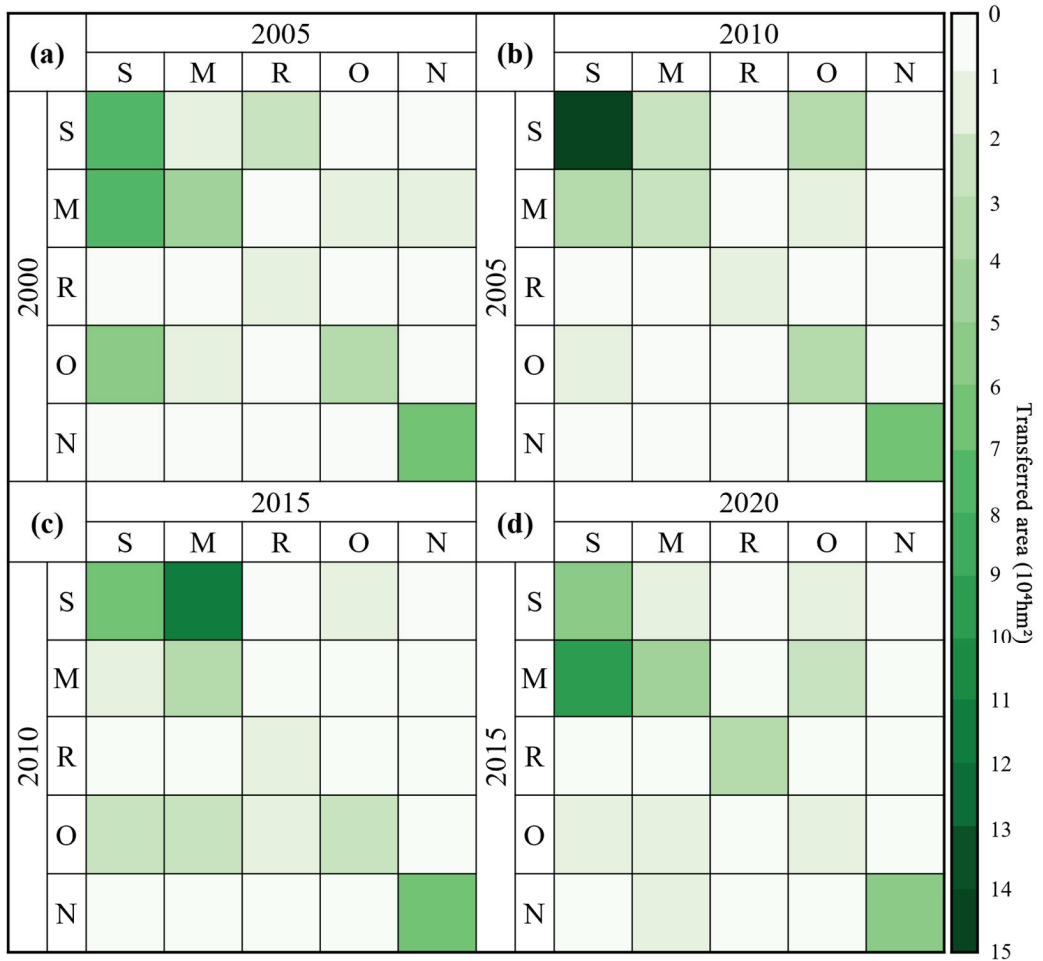 (a) 2005
S M R O N
2000
S
M
R
O
N
(b) 2010
S M R O N
2005
S
M
R
O
N
(c) 2015
S M R O N
2010
S
M
R
O
N
(d) 2020
S M R O N
2015
S
M
R
O
N
0
1
2
3
4
5
6
7
8
9
10
11
12
13
14
15
Transferred area (10⁴hm²)